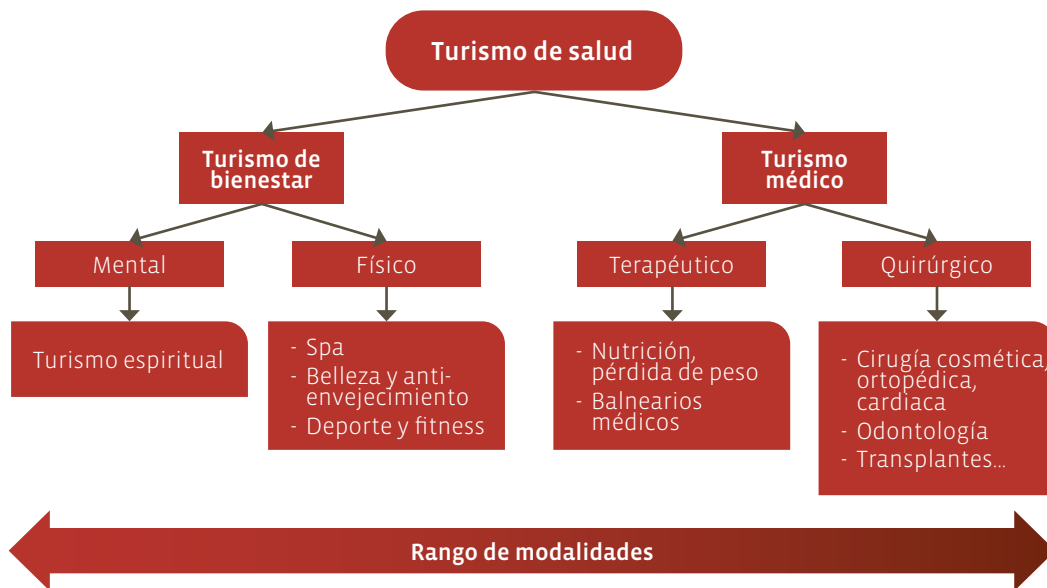 Turismo de salud
Turismo de
bienestar
Turismo
médico
Mental
Físico
Terapéutico
Quirúrgico
Turismo espiritual
- Spa
- Belleza y anti-
envejecimiento
- Deporte y fitness
- Nutrición,
pérdida de peso
- Balnearios
médicos
- Cirugía cosmética,
ortopédica,
cardiaca
- Odontología
- Transplantes...
Rango de modalidades